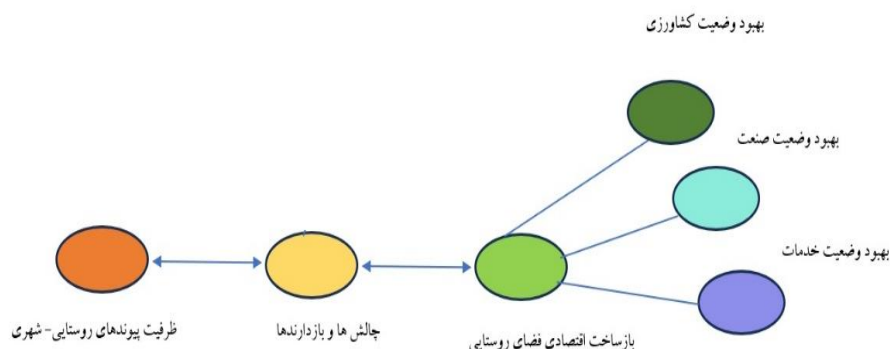 بهبود وضعیت کشاورزی
بهبود وضعیت صنعت
بهبود وضعیت خدمات
بازساخت اقتصادی فضای روستایی
چالش ها و بازدارندها
ظرفیت پیوندهای روستایی- شهری